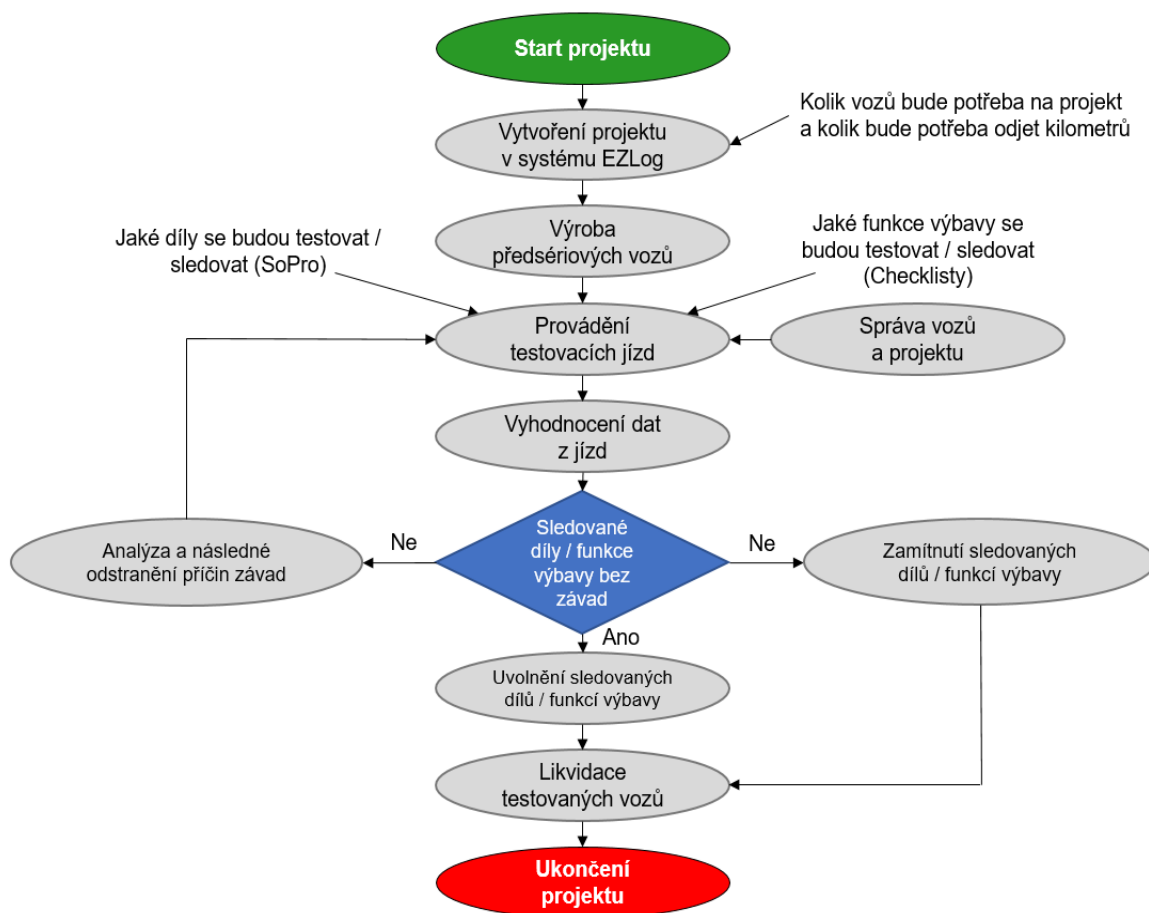 Start projektu
Vytvoření projektu
v systému EZLog
Kolik vozů bude potřeba na projekt
a kolik bude potřeba odjet kilometrů
Výroba
předsériových vozů
Jaké díly se budou testovat /
sledovat (SoPro)
Jaké funkce výbavy se
budou testovat / sledovat
(Checklisty)
Provádění
testovacích jízd
Správa vozů
a projektu
Vyhodnocení dat
z jízd
Sledované
díly / funkce
výbavy bez
závad
Ne
Ne
Analýza a následné
odstranění příčin závad
Zamítnutí sledovaných
dílů / funkcí výbavy
Ano
Uvolnění sledovaných
dílů / funkcí výbavy
Likvidace
testovaných vozů
Ukončení
projektu